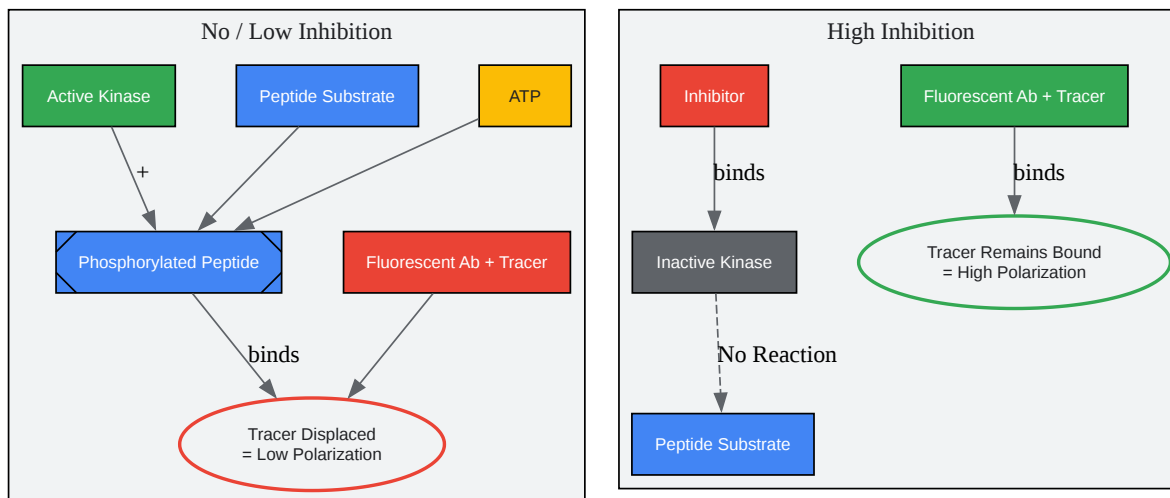 No / Low Inhibition
Active Kinase
Peptide Substrate
ATP
+
Phosphorylated Peptide
Fluorescent Ab + Tracer
binds
Tracer Displaced
= Low Polarization
High Inhibition
Inhibitor
Fluorescent Ab + Tracer
binds
binds
Inactive Kinase
Tracer Remains Bound
= High Polarization
No Reaction
Peptide Substrate